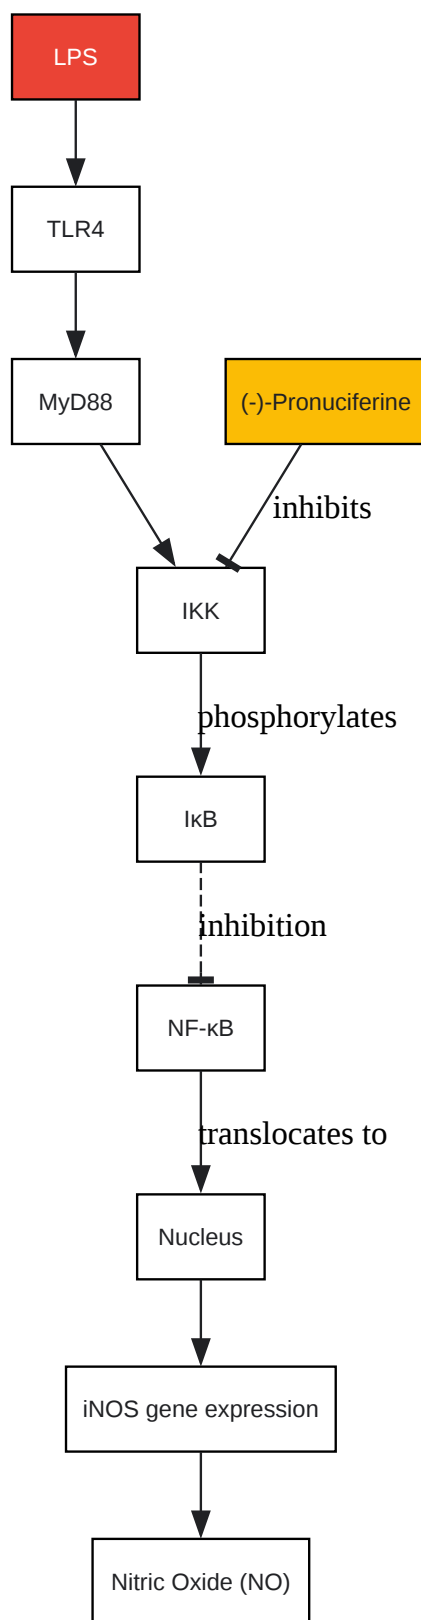 LPS
TLR4
MyD88
(-)-Pronuciferine
inhibits
IKK
phosphorylates
IκB
inhibition
NF-κB
translocates to
Nucleus
iNOS gene expression
Nitric Oxide (NO)